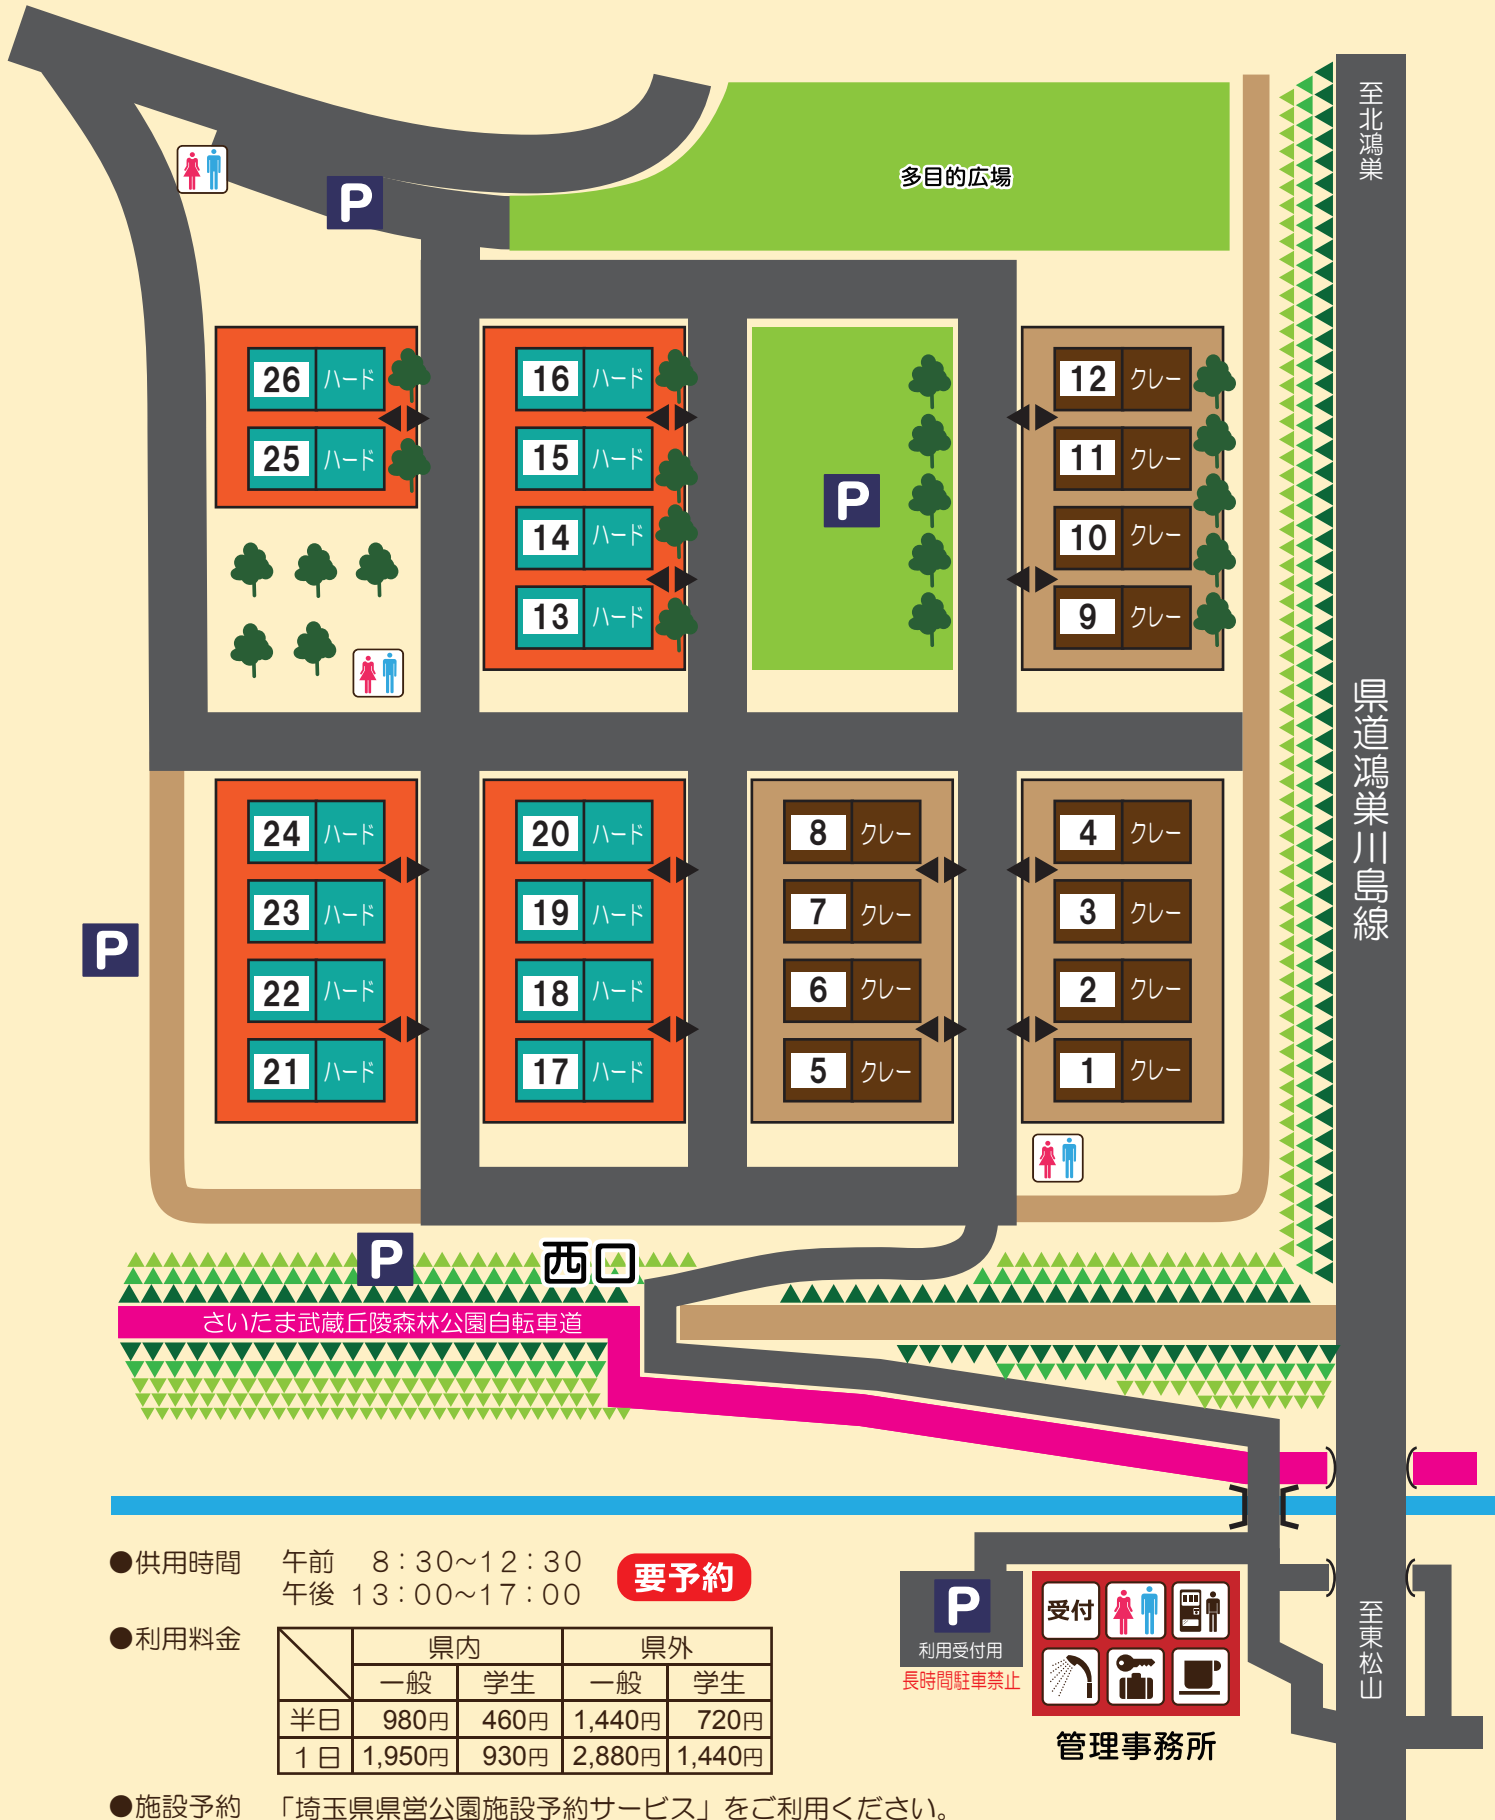 至北鴻巣
P
多目的広場
26 ハード
25 ハード
16 ハード
15 ハード
14 ハード
13 ハード
P
12 クレー
11 クレー
10 クレー
9 クレー
県道鴻巣川島線
24 ハード
23 ハード
22 ハード
21 ハード
20 ハード
19 ハード
18 ハード
17 ハード
8 クレー
7 クレー
6 クレー
5 クレー
4 クレー
3 クレー
2 クレー
1 クレー
P
P
西口
さいたま武蔵丘陵森林公園自転車道
●供用時間 午前 8：30〜12：30
午後 13：00〜17：00
要予約
●利用料金
県内 県外
一般 学生 一般 学生
半日 980円 460円 1,440円 720円
１日 1,950円 930円 2,880円 1,440円
●施設予約 「埼玉県県営公園施設予約サービス」をご利用ください。
P
利用受付用
長時間駐車禁止
受付
管理事務所
至東松山